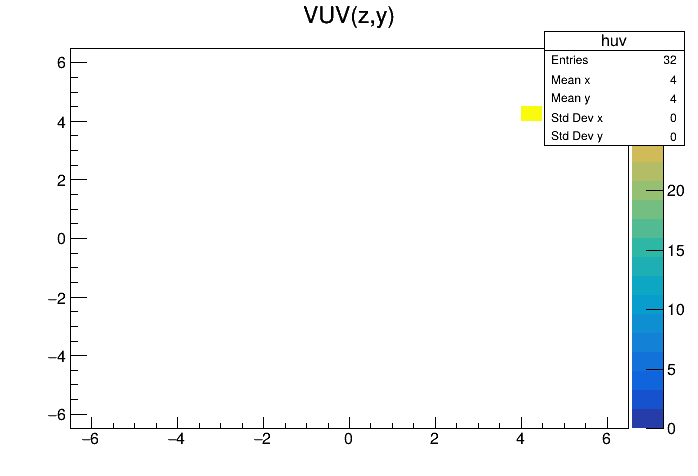 VUV(z,y)
huv
Entries 32
Mean x 4
Mean y 4
Std Dev x 0
Std Dev y 0
6
4
2
0
−2
−4
−6
−6
−4
−2
0
2
4
6
20
15
10
5
0